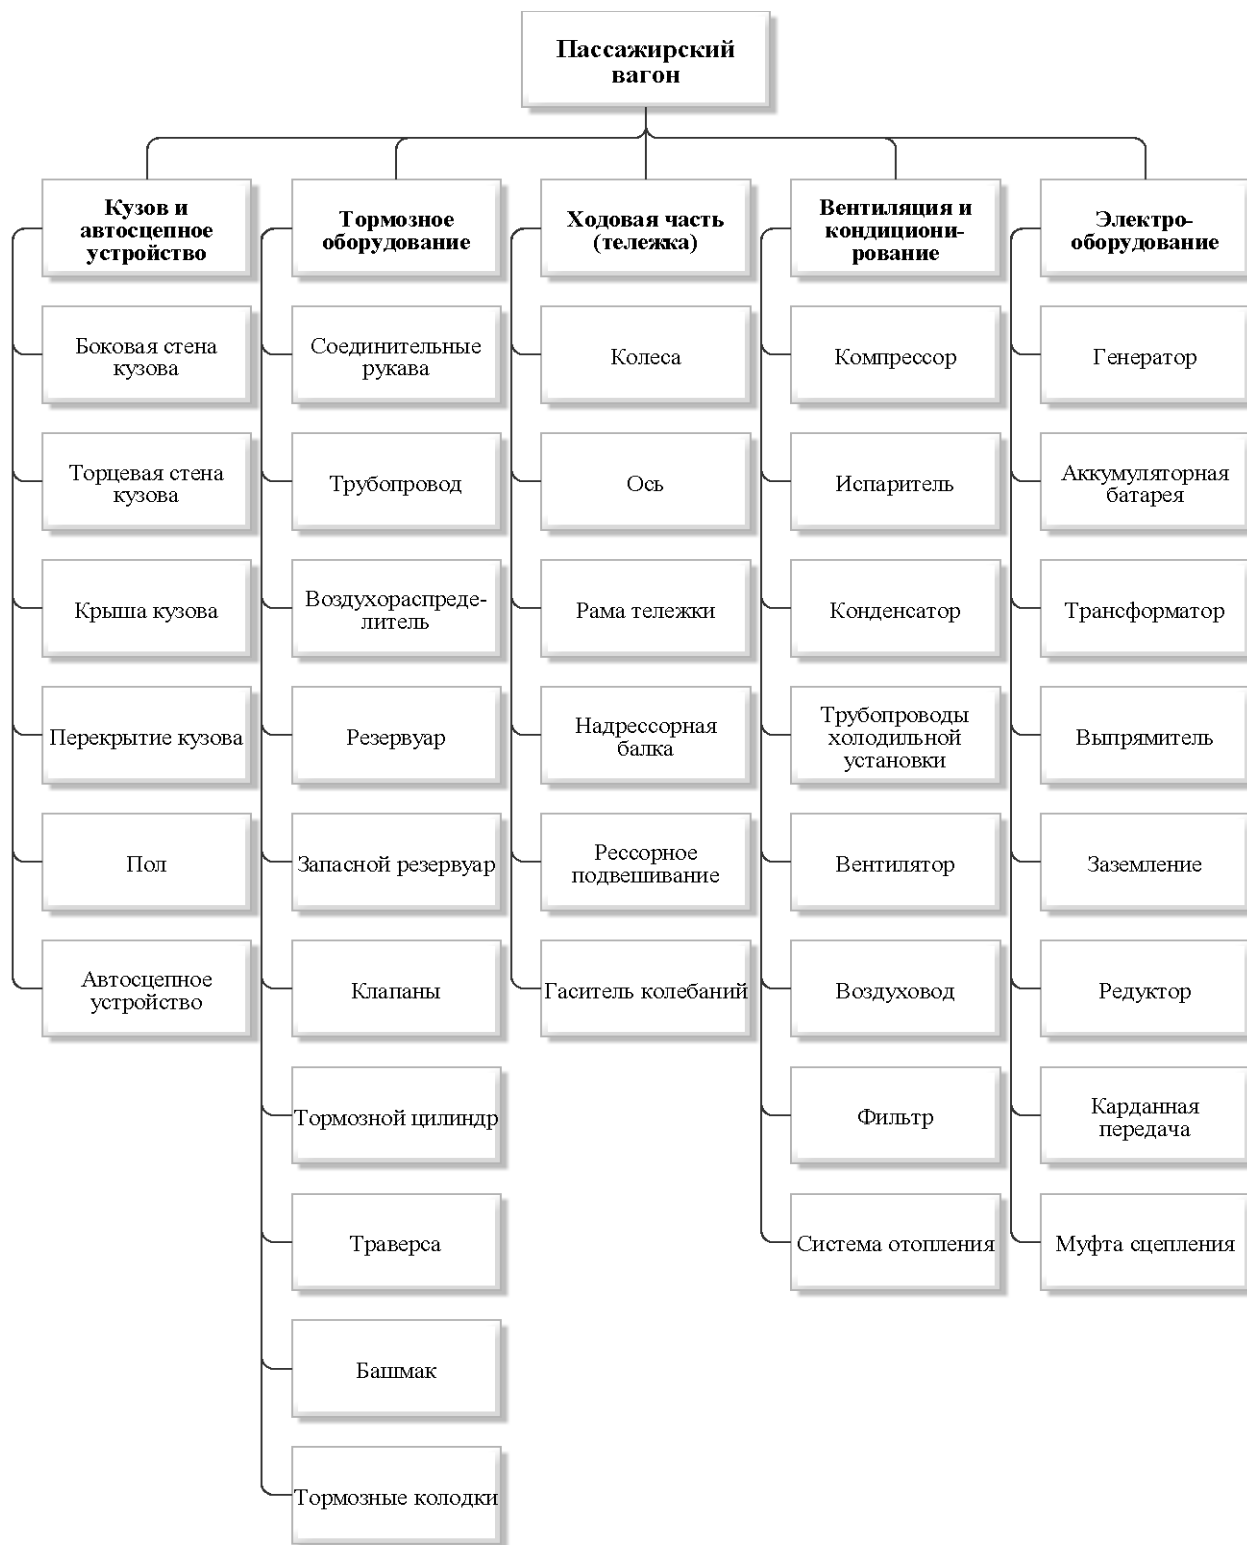 Пассажирский
вагон
Кузов и
автосцепное
устройство
Боковая стена
кузова
Торцевая стена
кузова
Крыша кузова
Перекрытие кузова
Пол
Автосцепное
устройство
Тормозное
оборудование
Соединительные
рукава
Трубопровод
Воздухораспреде-
литель
Резервуар
Запасной резервуар
Клапаны
Тормозной цилиндр
Траверса
Башмак
Тормозные колодки
Ходовая часть
(тележка)
Колеса
Ось
Рама тележки
Надрессорная
балка
Рессорное
подвешивание
Гаситель колебаний
Вентиляция и
кондициони-
рование
Компрессор
Испаритель
Конденсатор
Трубопроводы
холодильной
установки
Вентилятор
Воздуховод
Фильтр
Система отопления
Электро-
оборудование
Генератор
Аккумуляторная
батарея
Трансформатор
Выпрямитель
Заземление
Редуктор
Карданная
передача
Муфта сцепления